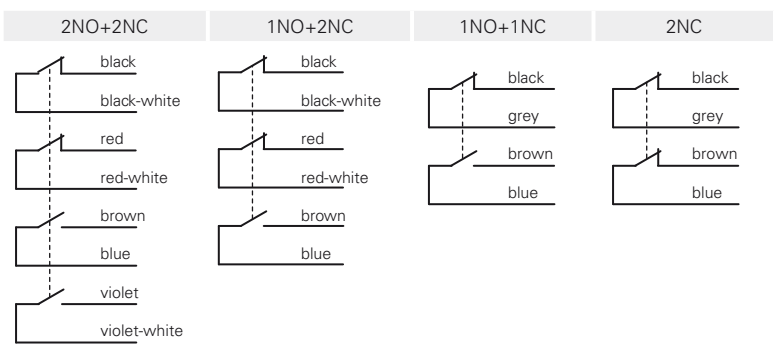 2NO+2NC
black
black-white
red
red-white
brown
blue
violet
violet-white
1NO+2NC
black
black-white
red
red-white
brown
blue
1NO+1NC
black
grey
brown
blue
2NC
black
grey
brown
blue